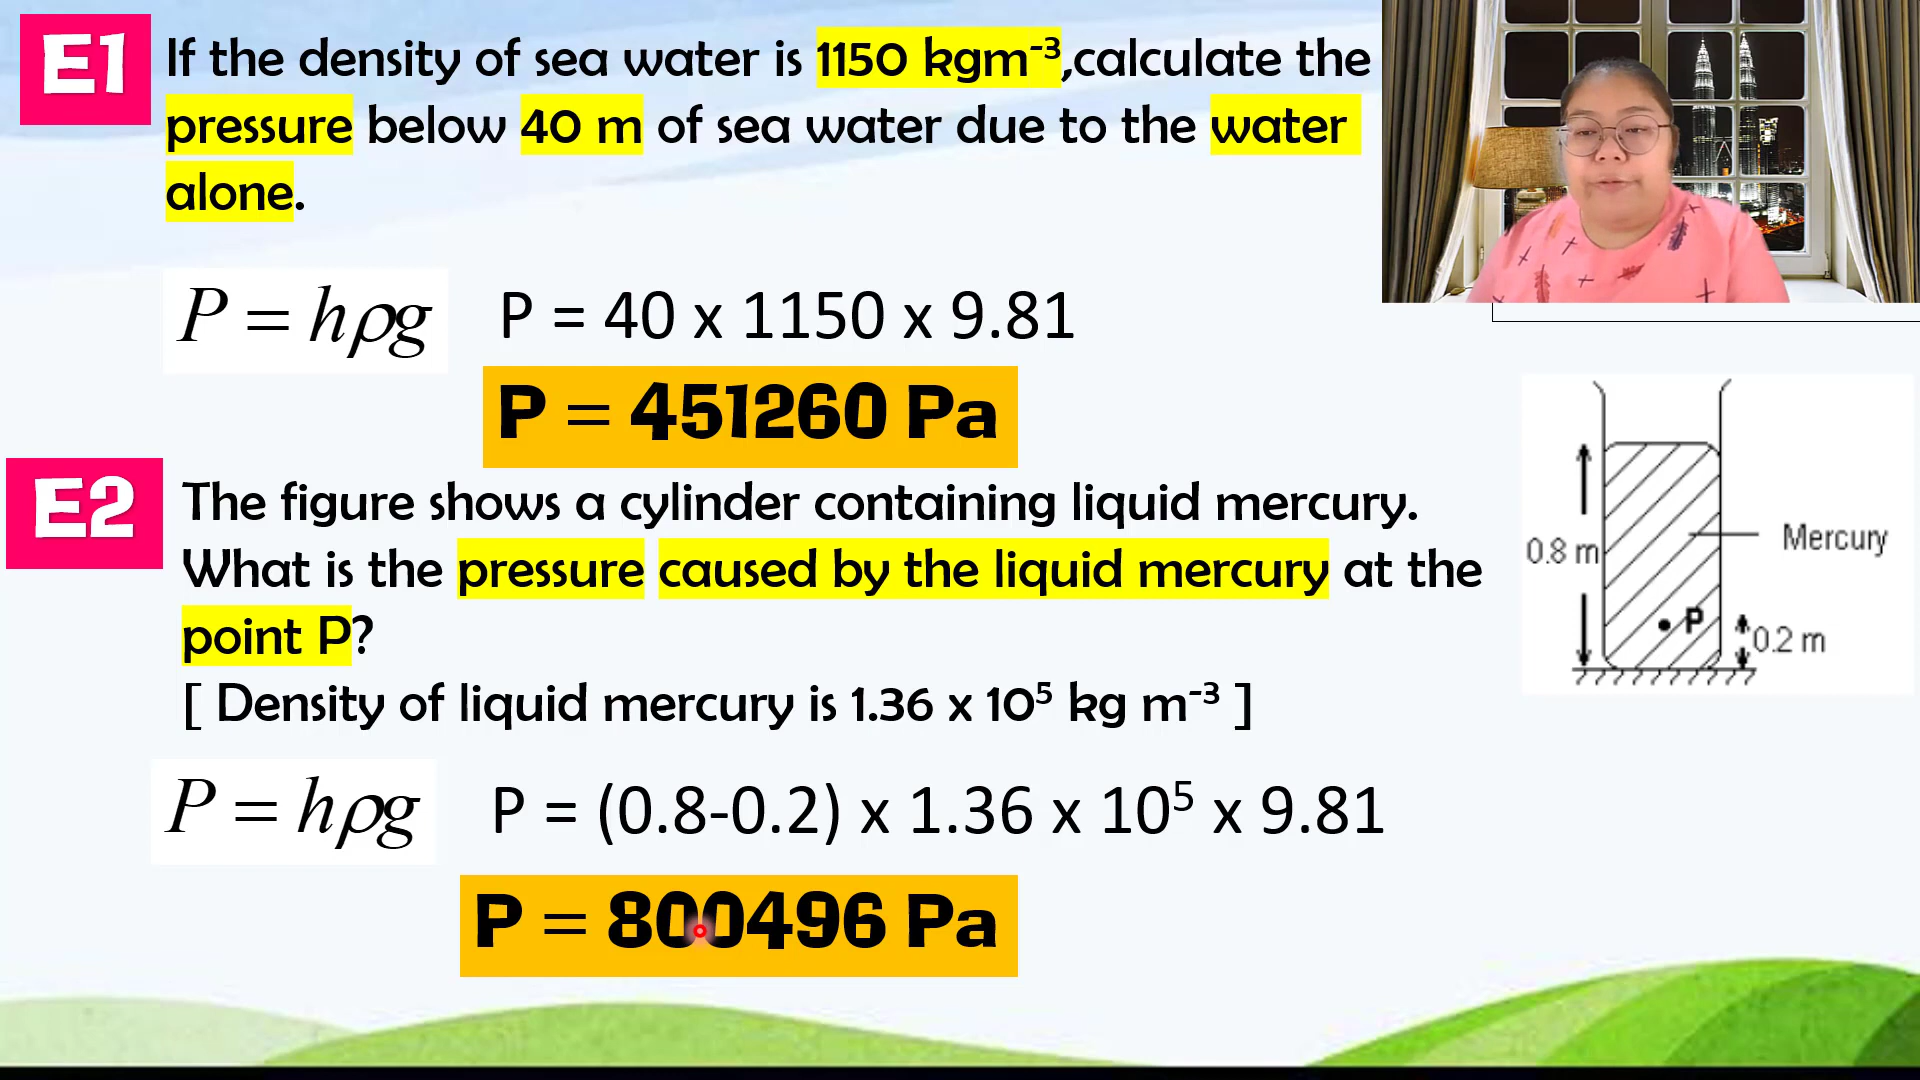 E1
If the density of sea water is 1150 kgm⁻³,calculate the
pressure below 40 m of sea water due to the water
alone.
P = hρg
P = 40 x 1150 x 9.81
P = 451260 Pa
E2
The figure shows a cylinder containing liquid mercury.
What is the pressure caused by the liquid mercury at the
point P?
[ Density of liquid mercury is 1.36 x 10⁵ kg m⁻³ ]
0.8 m
Mercury
P
0.2 m
P = hρg
P = (0.8-0.2) x 1.36 x 10⁵ x 9.81
P = 800496 Pa